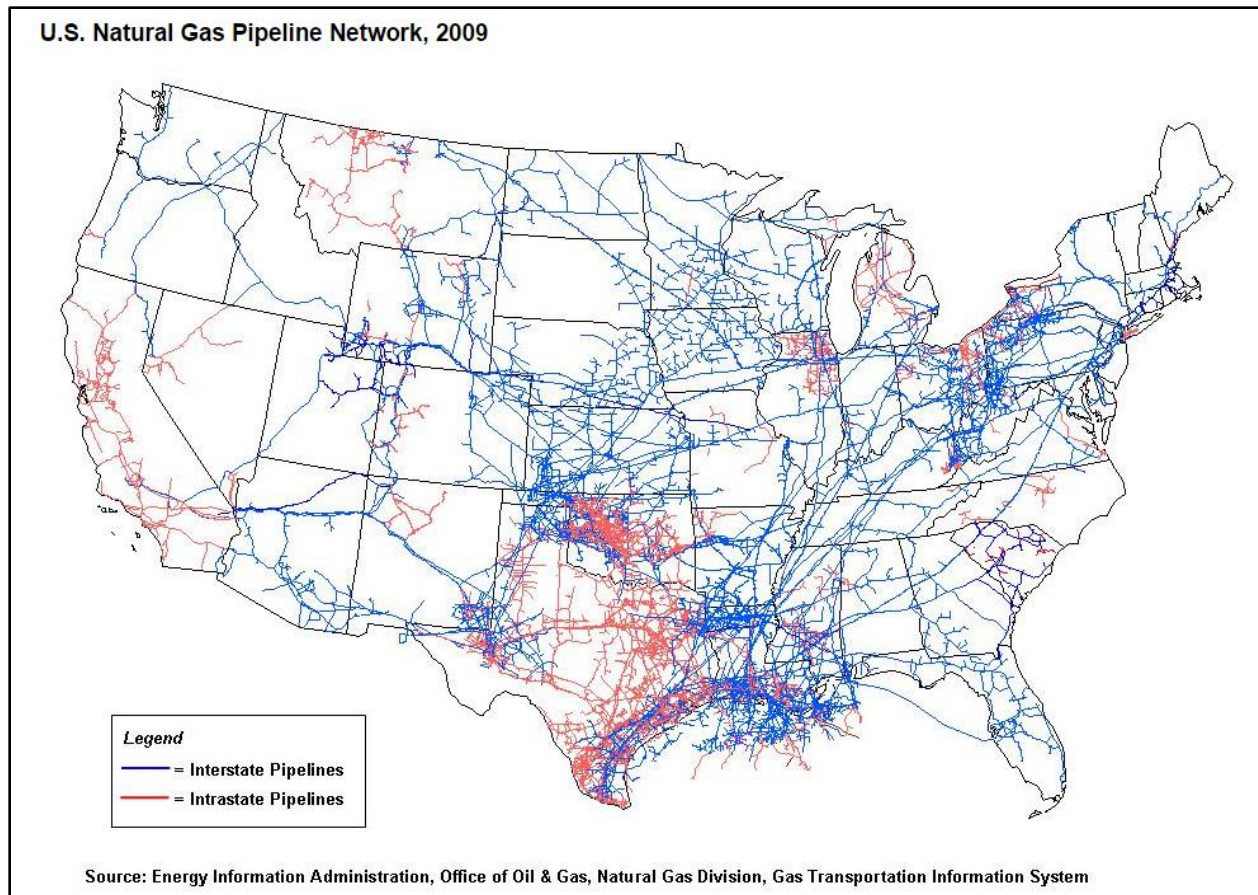 U.S. Natural Gas Pipeline Network, 2009
Legend
= Interstate Pipelines
= Intrastate Pipelines
Source: Energy Information Administration, Office of Oil & Gas, Natural Gas Division, Gas Transportation Information System